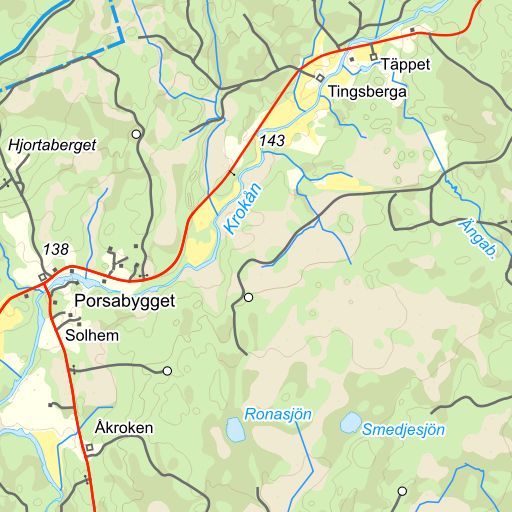 Täppet
Tingsberga
143
Hjortaberget
Krokån
Ängab.
138
Porsabygget
Solhem
Ronasjön
Åkroken
Smedjesjön